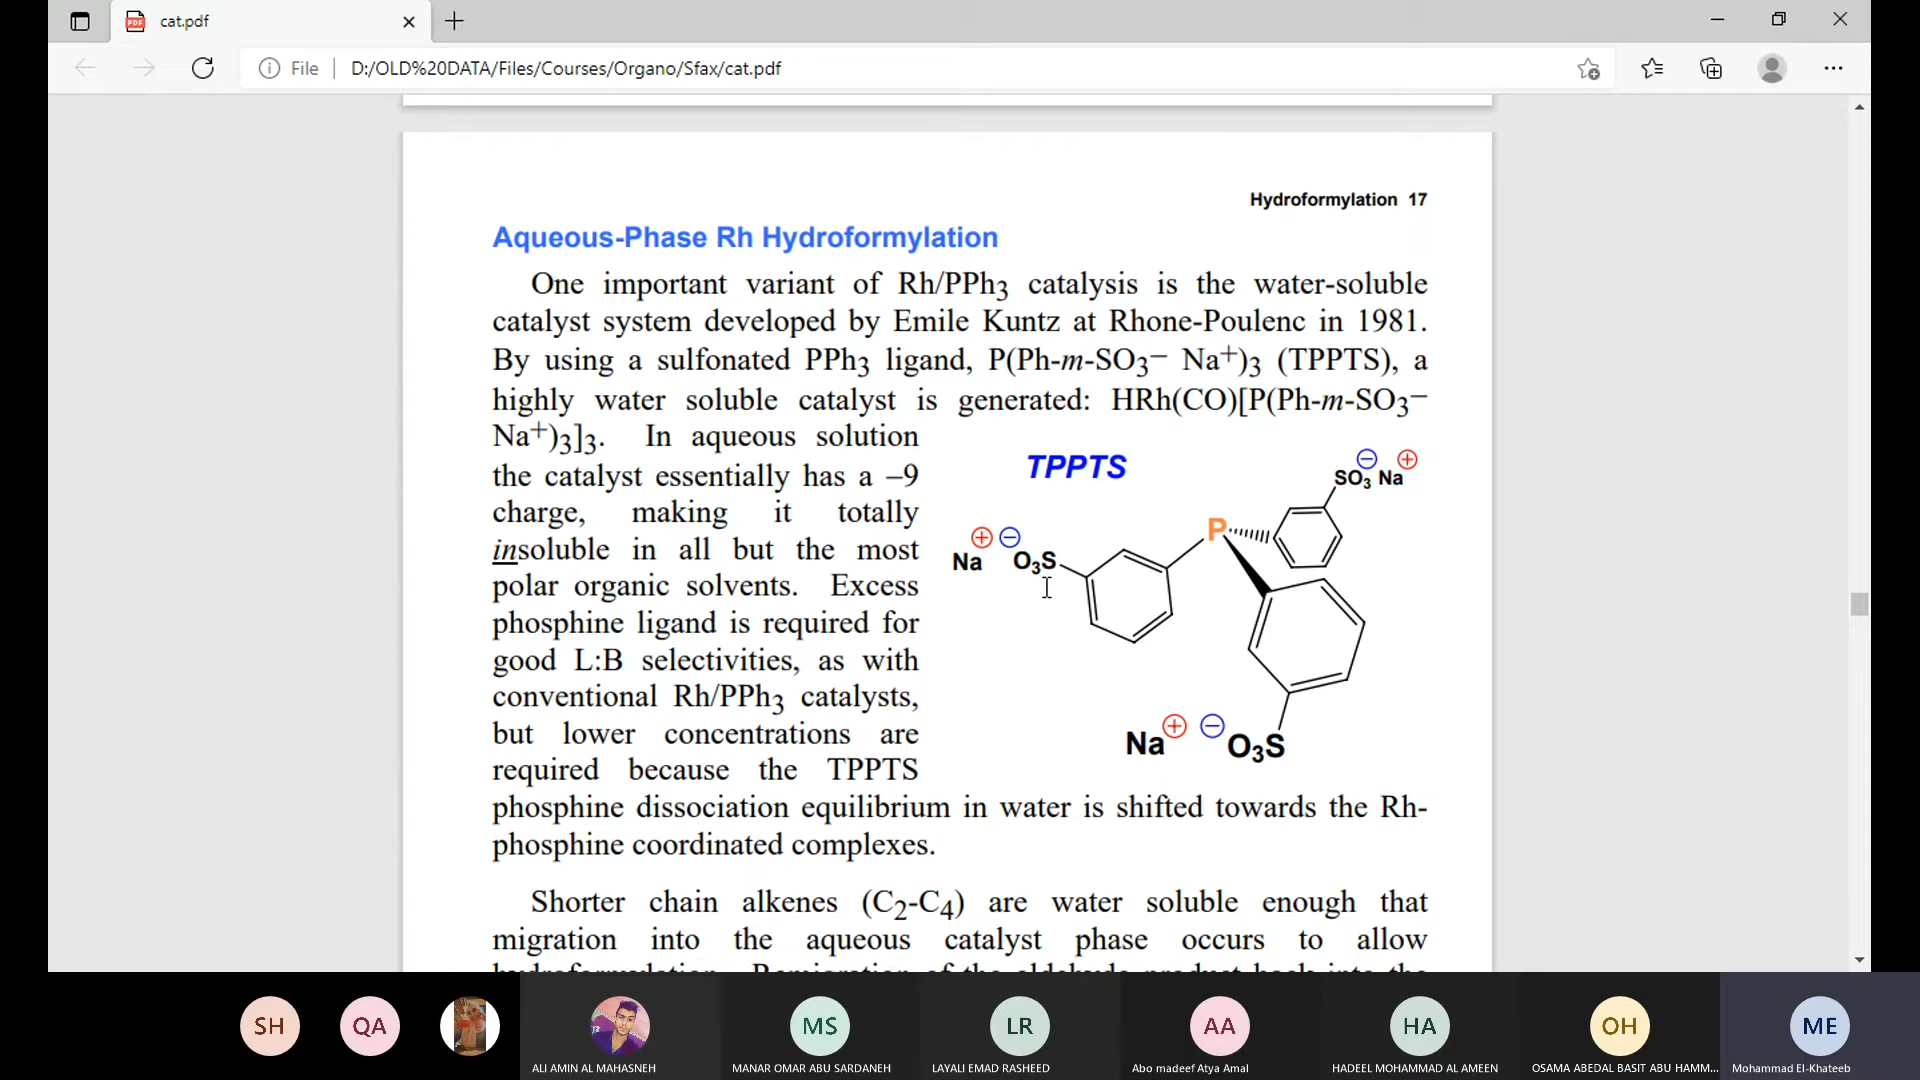 cat.pdf
File
D:/OLD%20DATA/Files/Courses/Organo/Sfax/cat.pdf
Hydroformylation 17
Aqueous-Phase Rh Hydroformylation
One important variant of Rh/PPh3 catalysis is the water-soluble
catalyst system developed by Emile Kuntz at Rhone-Poulenc in 1981.
By using a sulfonated PPh3 ligand, P(Ph-m-SO3− Na+)3 (TPPTS), a
highly water soluble catalyst is generated: HRh(CO)[P(Ph-m-SO3−
Na+)3]3. In aqueous solution
the catalyst essentially has a –9
charge, making it totally
insoluble in all but the most
polar organic solvents. Excess
phosphine ligand is required for
good L:B selectivities, as with
conventional Rh/PPh3 catalysts,
but lower concentrations are
required because the TPPTS
phosphine dissociation equilibrium in water is shifted towards the Rh-
phosphine coordinated complexes.
TPPTS
SO3 − Na +
P
Na + − O3S
Na + − O3S
Shorter chain alkenes (C2-C4) are water soluble enough that
migration into the aqueous catalyst phase occurs to allow
hydroformylation. Remigration of the aldehyde product back into the
SH
QA
MS
LR
AA
HA
OH
ME
ALI AMIN AL MAHASNEH
MANAR OMAR ABU SARDANEH
LAYALI EMAD RASHEED
Abo madeef Atya Amal
HADEEL MOHAMMAD AL AMEEN
OSAMA ABEDAL BASIT ABU HAMM...
Mohammad El-Khateeb